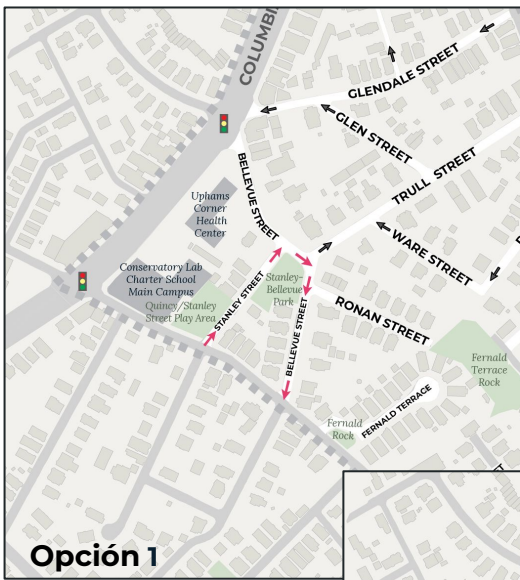 COLUMBI
GLENDALE STREET
GLEN STREET
TRULL STREET
BELLEVUE STREET
Uphams
Corner
Health
Center
WARE STREET
Conservatory Lab
Charter School
Main Campus
Quincy/Stanley
Street Play Area
STANLEY STREET
Stanley-
Bellevue
Park
BELLEVUE STREET
RONAN STREET
Fernald
Terrace
Rock
FERNALD TERRACE
Fernald
Rock
Opción 1